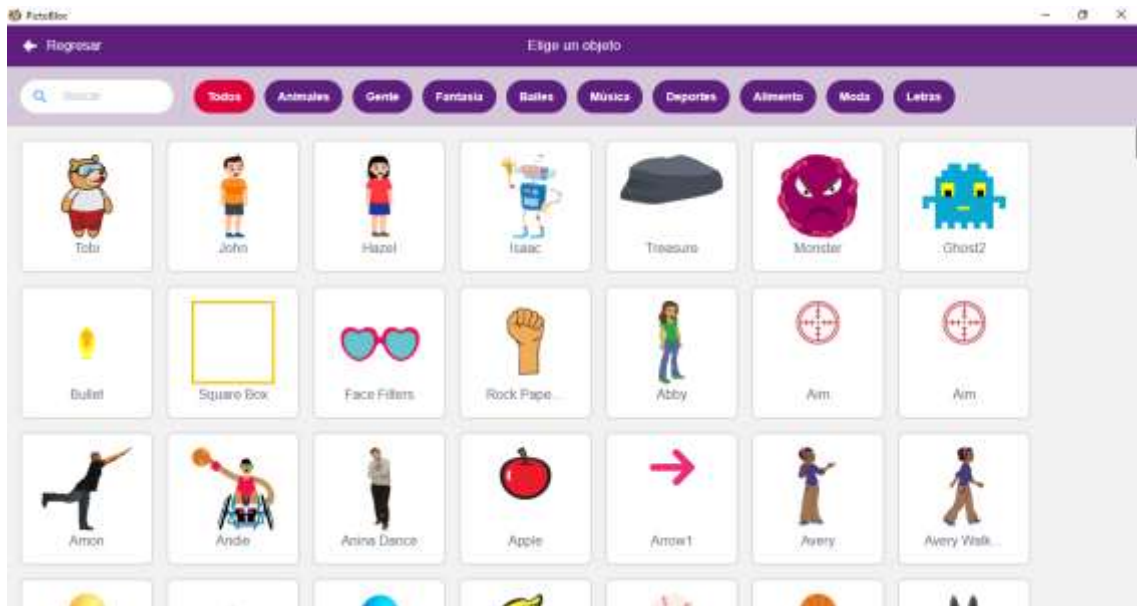 PictoBlox
Regresar
Elige un objeto
Buscar
Todos Animales Gente Fantasía Bailes Música Deportes Alimento Moda Letras
Tobi John Hazel Isaac Treasure Monster Ghost2
Bullet Square Box Face Filters Rock Pape... Abby Aim Aim
Amon Andie Anina Dance Apple Arrow1 Avery Avery Walk...